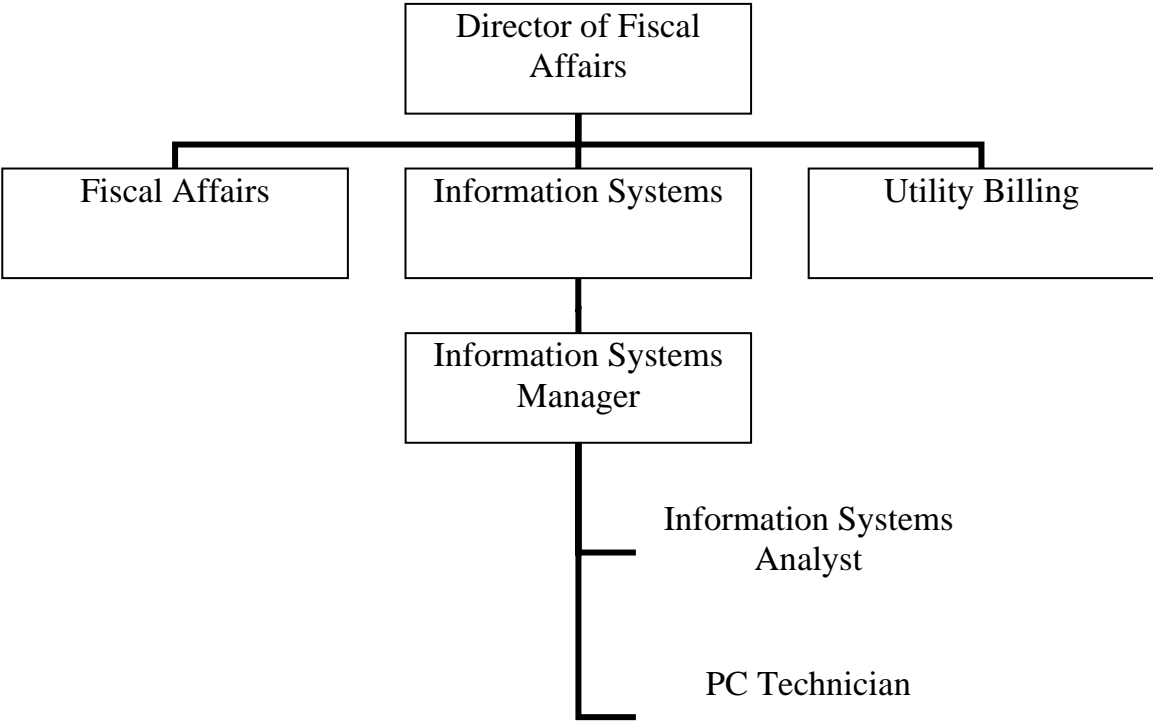 Director of Fiscal
Affairs
Fiscal Affairs
Information Systems
Utility Billing
Information Systems
Manager
Information Systems
Analyst
PC Technician